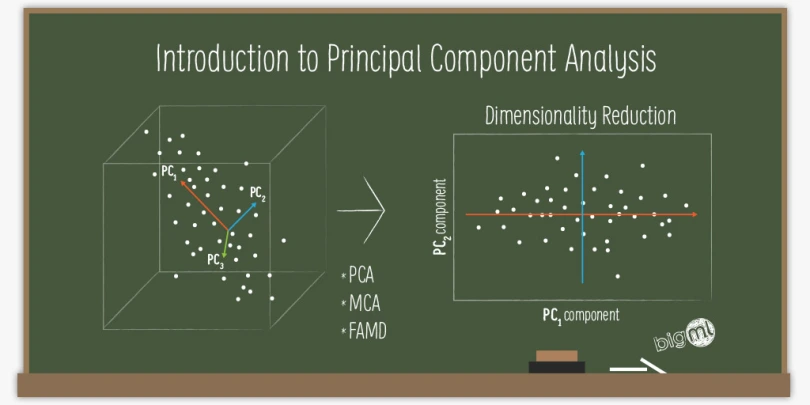 Introduction to Principal Component Analysis
PC1
PC2
PC3
* PCA
* MCA
* FAMD
Dimensionality Reduction
PC2 component
PC1 component
bigml